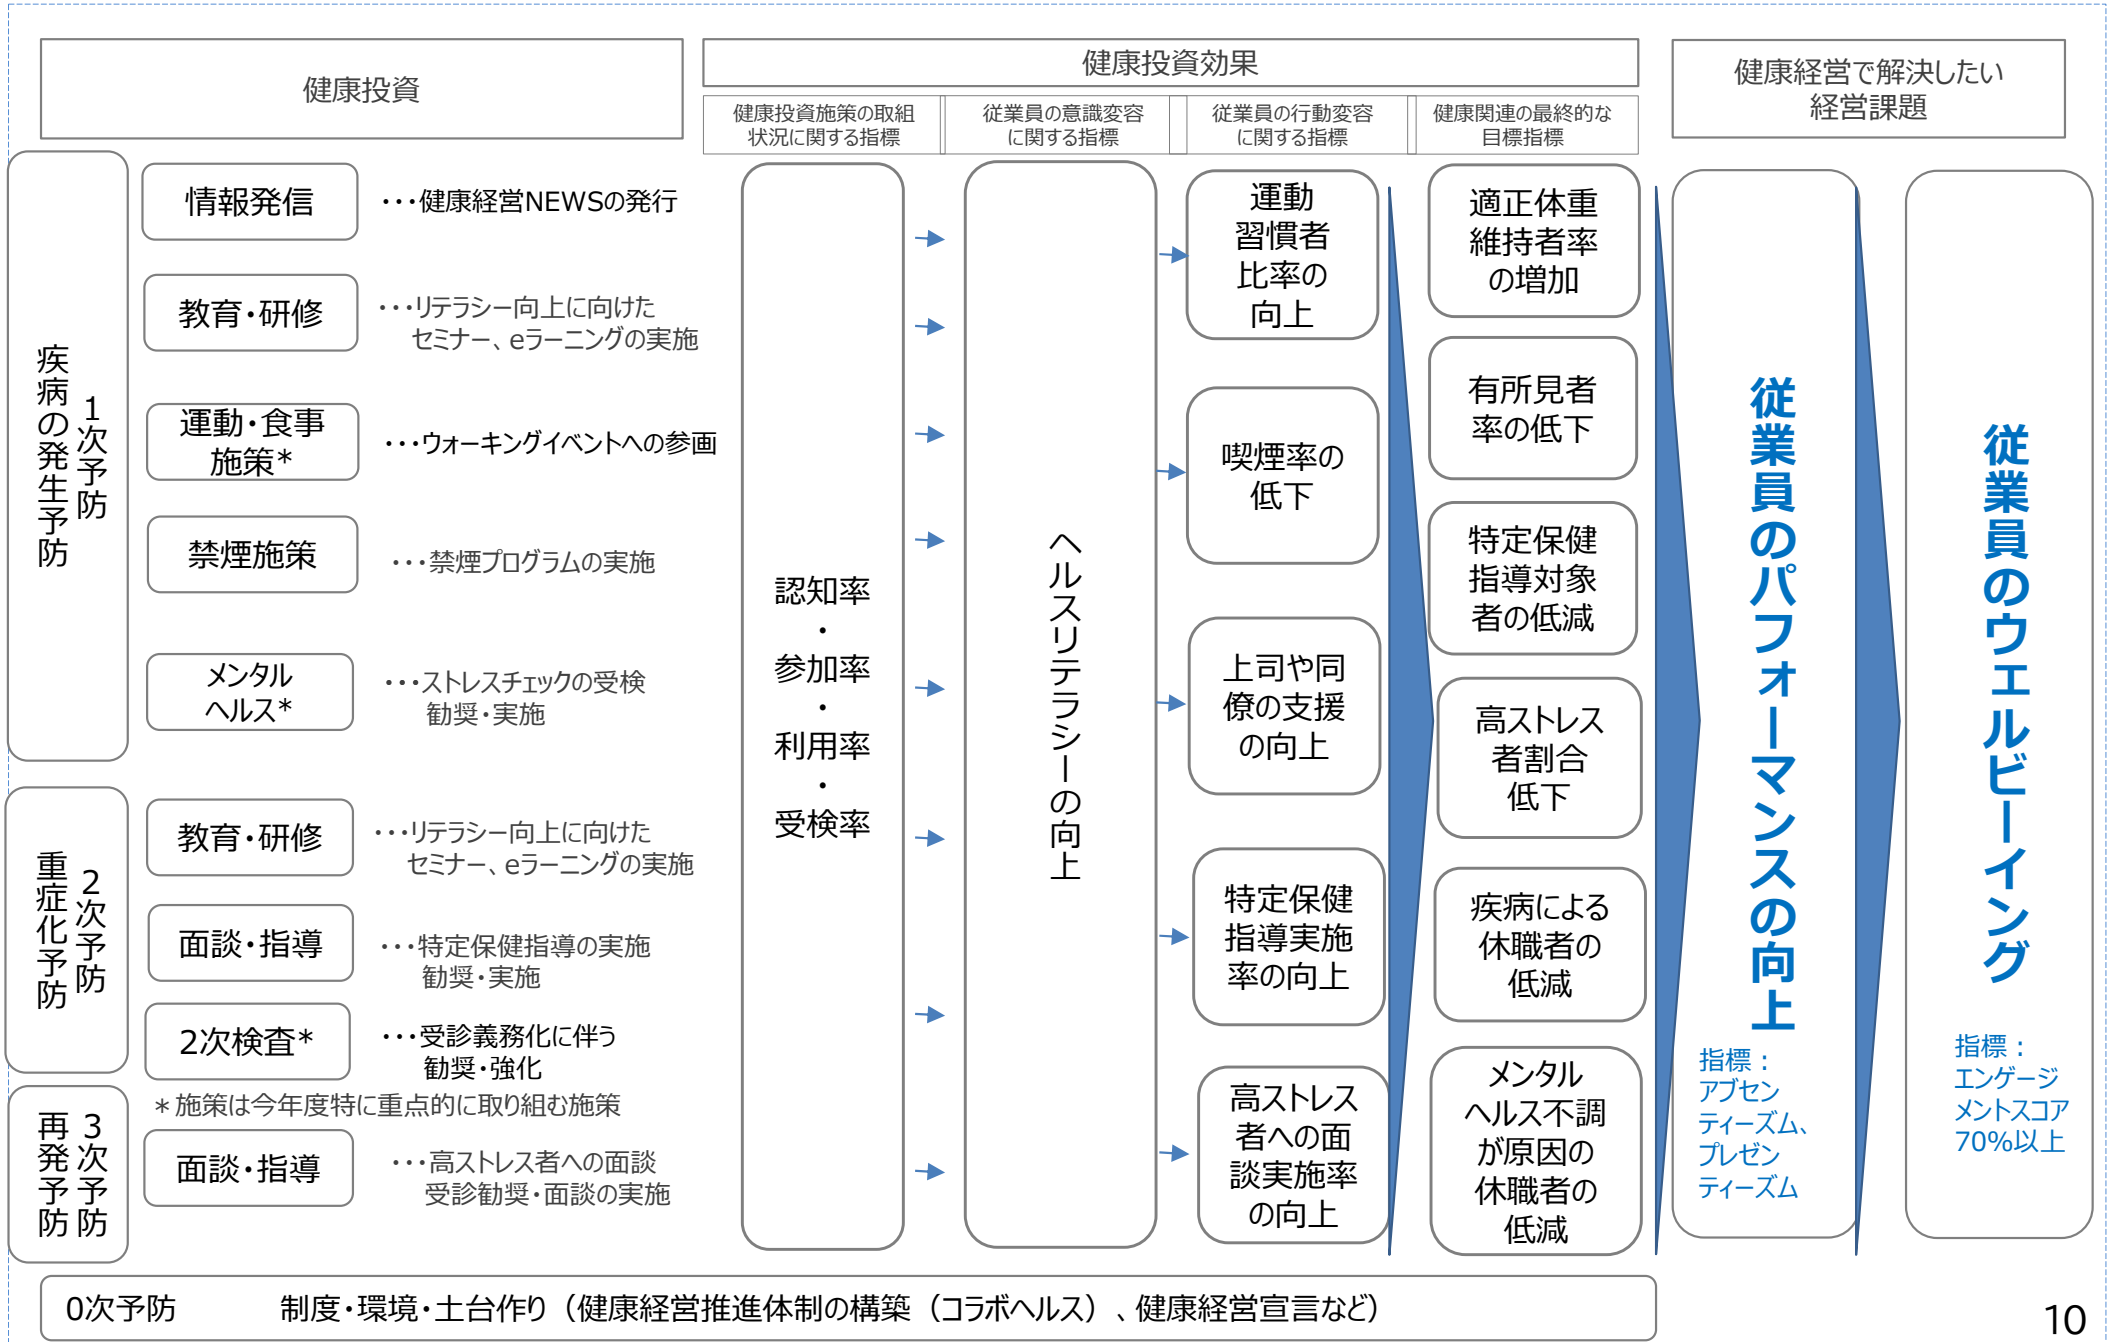 健康投資
健康投資効果
健康経営で解決したい
経営課題
健康投資施策の取組
状況に関する指標
従業員の意識変容
に関する指標
従業員の行動変容
に関する指標
健康関連の最終的な
目標指標
1次予防
疾病の発生予防
情報発信
・・・健康経営NEWSの発行
教育・研修
・・・リテラシー向上に向けた
セミナー、eラーニングの実施
運動・食事
施策*
・・・ウォーキングイベントへの参画
禁煙施策
・・・禁煙プログラムの実施
メンタル
ヘルス*
・・・ストレスチェックの受検
勧奨・実施
2次予防
重症化予防
教育・研修
・・・リテラシー向上に向けた
セミナー、eラーニングの実施
面談・指導
・・・特定保健指導の実施
勧奨・実施
2次検査*
・・・受診義務化に伴う
勧奨・強化
*施策は今年度特に重点的に取り組む施策
3次予防
再発予防
面談・指導
・・・高ストレス者への面談
受診勧奨・面談の実施
認知率
・
参加率
・
利用率
・
受検率
ヘルスリテラシーの向上
運動
習慣者
比率の
向上
喫煙率の
低下
上司や同
僚の支援
の向上
特定保健
指導実施
率の向上
高ストレス
者への面
談実施率
の向上
適正体重
維持者率
の増加
有所見者
率の低下
特定保健
指導対象
者の低減
高ストレス
者割合
低下
疾病による
休職者の
低減
メンタル
ヘルス不調
が原因の
休職者の
低減
従業員のパフォーマンスの向上
指標：
アブセン
ティーズム、
プレゼン
ティーズム
従業員のウエルビーイング
指標：
エンゲージ
メントスコア
70%以上
0次予防 制度・環境・土台作り（健康経営推進体制の構築（コラボヘルス）、健康経営宣言など）
10